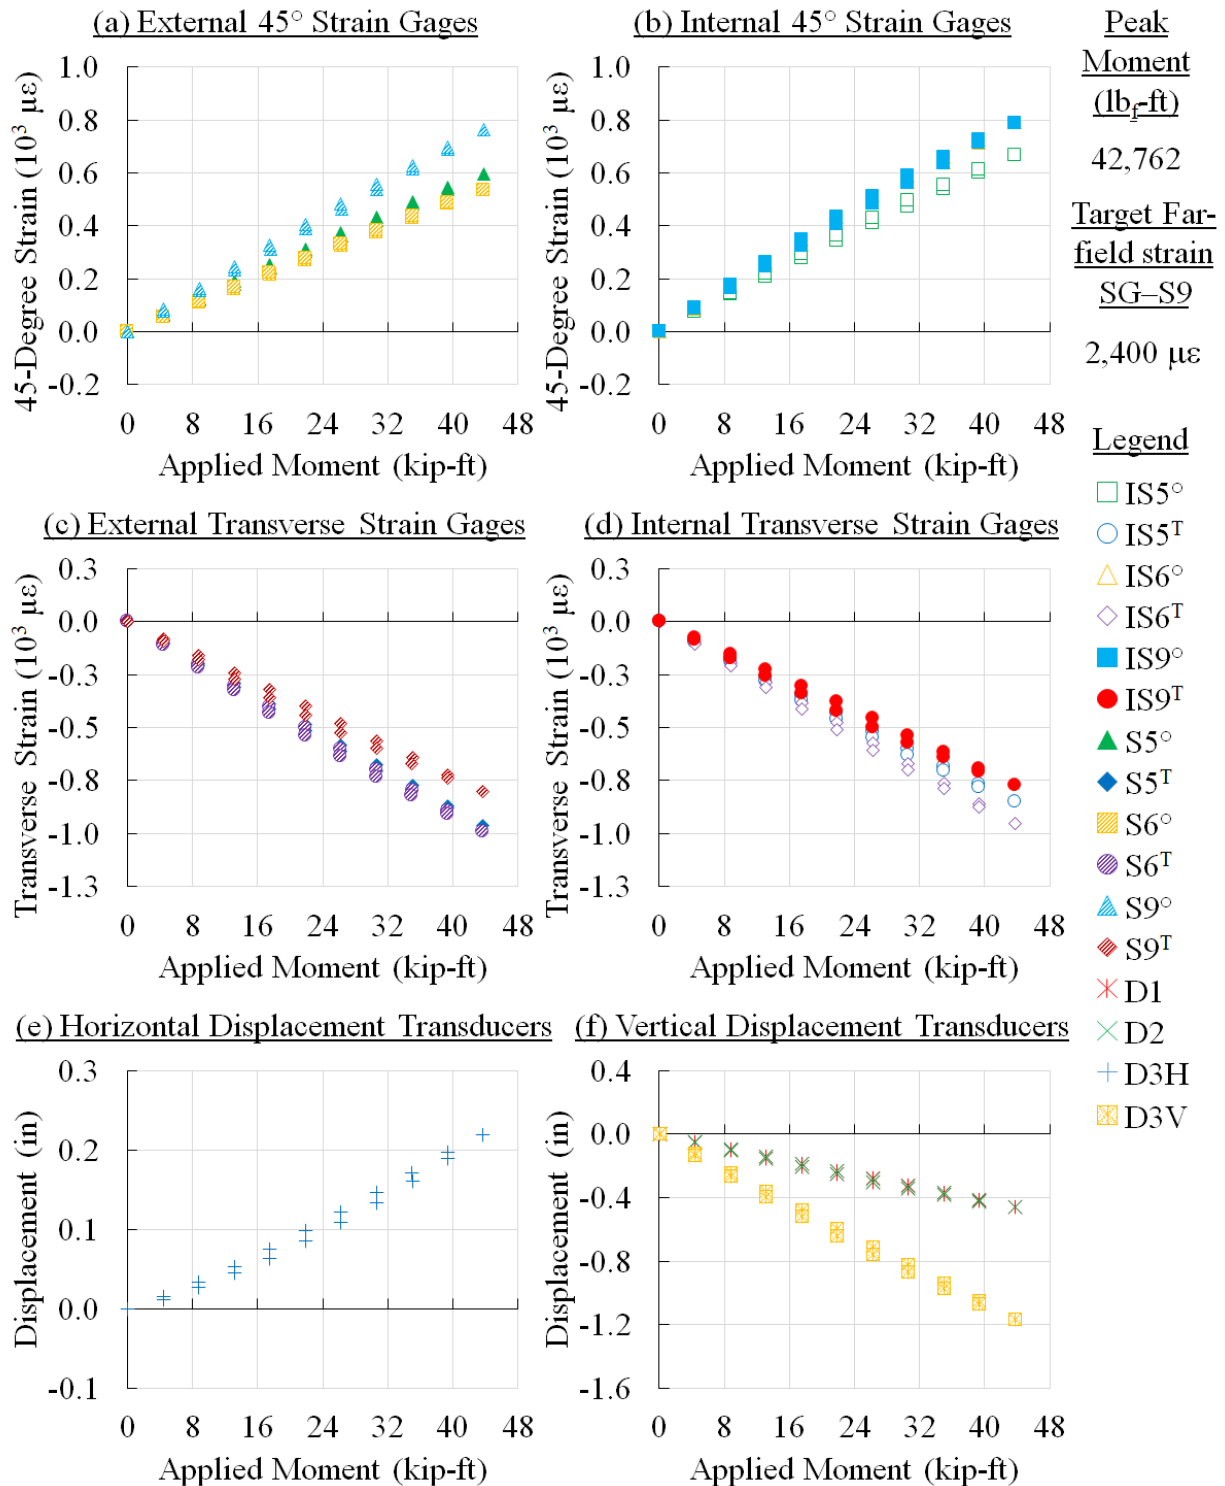 (a) External 45° Strain Gages
45-Degree Strain (10³ µε)
1.0
0.8
0.6
0.4
0.2
0.0
-0.2
0 8 16 24 32 40 48
Applied Moment (kip-ft)
(b) Internal 45° Strain Gages
45-Degree Strain (10³ µε)
1.0
0.8
0.6
0.4
0.2
0.0
-0.2
0 8 16 24 32 40 48
Applied Moment (kip-ft)
(c) External Transverse Strain Gages
Transverse Strain (10³ µε)
0.3
0.0
-0.3
-0.5
-0.8
-1.0
-1.3
0 8 16 24 32 40 48
Applied Moment (kip-ft)
(d) Internal Transverse Strain Gages
Transverse Strain (10³ µε)
0.3
0.0
-0.3
-0.5
-0.8
-1.0
-1.3
0 8 16 24 32 40 48
Applied Moment (kip-ft)
(e) Horizontal Displacement Transducers
Displacement (in)
0.3
0.2
0.1
0.0
-0.1
0 8 16 24 32 40 48
Applied Moment (kip-ft)
(f) Vertical Displacement Transducers
Displacement (in)
0.4
0.0
-0.4
-0.8
-1.2
-1.6
0 8 16 24 32 40 48
Applied Moment (kip-ft)
Peak
Moment
(lb<sub>f</sub>-ft)
42,762
Target Far-
field strain
SG–S9
2,400 µε
Legend
IS5°
IS5ᵀ
IS6°
IS6ᵀ
IS9°
IS9ᵀ
S5°
S5ᵀ
S6°
S6ᵀ
S9°
S9ᵀ
D1
D2
D3H
D3V